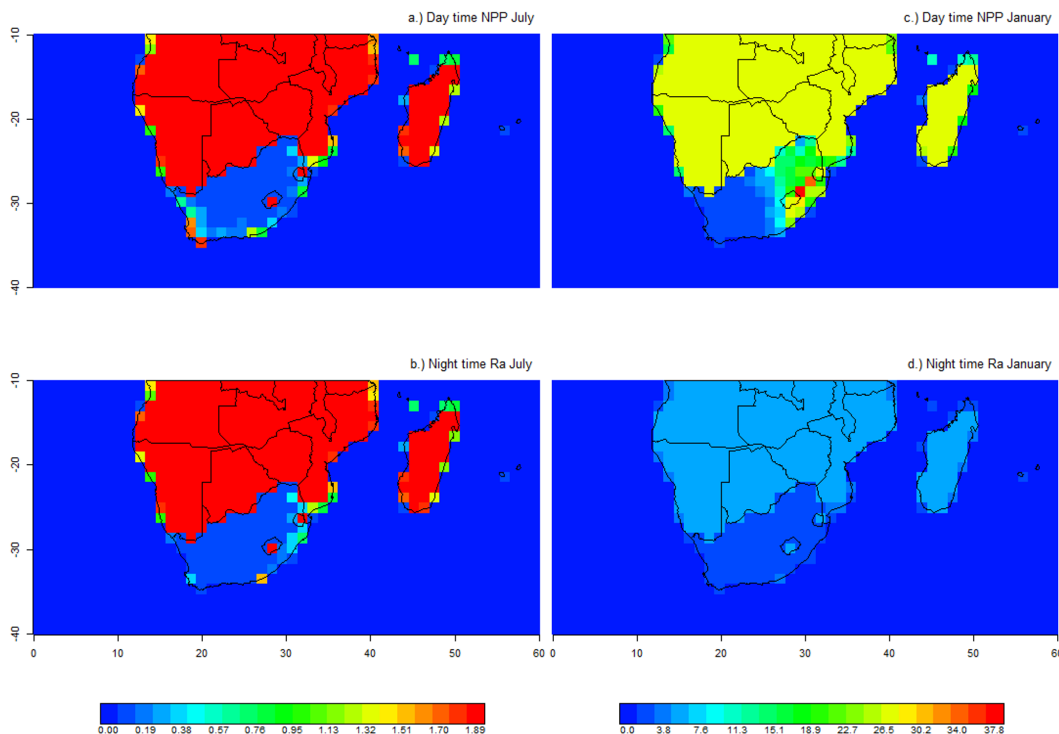 a.) Day time NPP July
c.) Day time NPP January
-10
-20
-30
-40
b.) Night time Ra July
d.) Night time Ra January
-10
-20
-30
-40
0 10 20 30 40 50 60
0 10 20 30 40 50 60
0.00 0.19 0.38 0.57 0.76 0.95 1.13 1.32 1.51 1.70 1.89
0.0 3.8 7.6 11.3 15.1 18.9 22.7 26.5 30.2 34.0 37.8